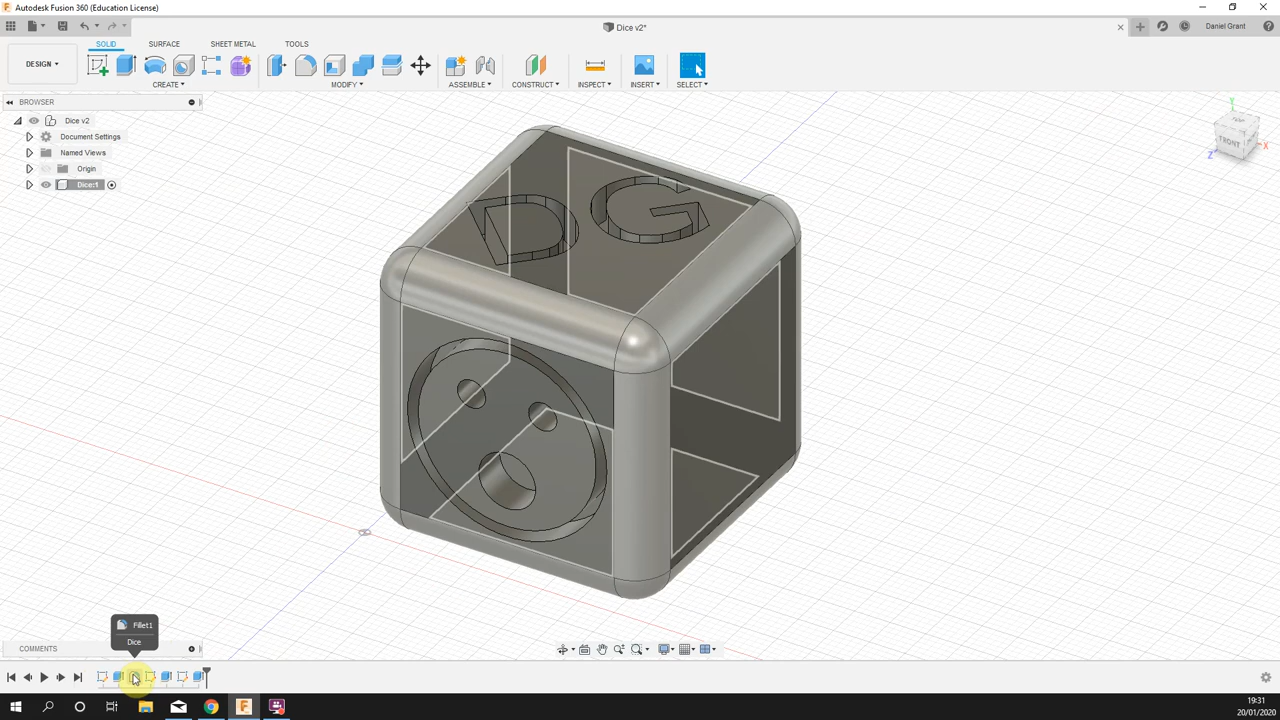 Autodesk Fusion 360 (Education License)
Dice v2*
Daniel Grant
DESIGN
SOLID
SURFACE
SHEET METAL
TOOLS
CREATE
MODIFY
ASSEMBLE
CONSTRUCT
INSPECT
INSERT
SELECT
BROWSER
Dice v2
Document Settings
Named Views
Origin
Dice:1
Y
FRONT
X
Z
D G
Fillet1
Dice
COMMENTS
19:31
20/01/2020